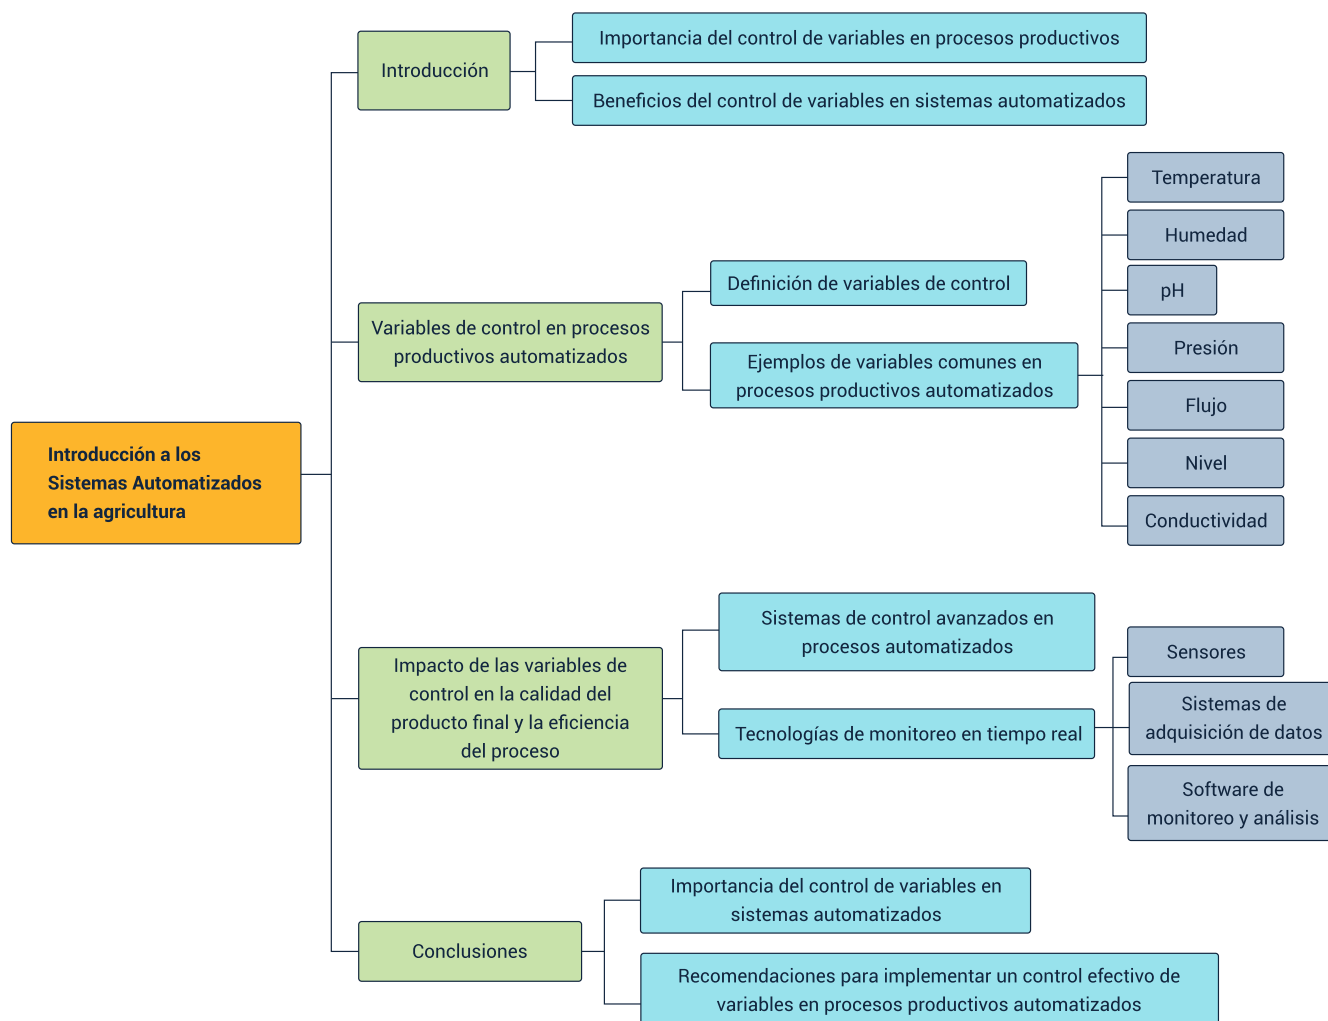 Introducción a los
Sistemas Automatizados
en la agricultura
Introducción
Importancia del control de variables en procesos productivos
Beneficios del control de variables en sistemas automatizados
Variables de control en procesos
productivos automatizados
Definición de variables de control
Ejemplos de variables comunes en
procesos productivos automatizados
Temperatura
Humedad
pH
Presión
Flujo
Nivel
Conductividad
Impacto de las variables de
control en la calidad del
producto final y la eficiencia
del proceso
Sistemas de control avanzados en
procesos automatizados
Tecnologías de monitoreo en tiempo real
Sensores
Sistemas de
adquisición de datos
Software de
monitoreo y análisis
Conclusiones
Importancia del control de variables en
sistemas automatizados
Recomendaciones para implementar un control efectivo de
variables en procesos productivos automatizados